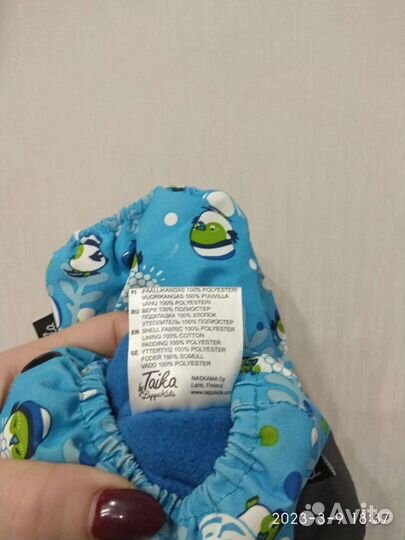 FI PÄÄLLIKANGAS 100% POLYESTERI
VUORIKANGAS 100% PUUVILLA
VANU 100% POLYESTERI
RU ВЕРХ 100% ПОЛИЭСТЕР
ПОДКЛАДКА 100% ХЛОПОК
УТЕПЛИТЕЛЬ 100% ПОЛИЭСТЕР
EN SHELL FABRIC 100% POLYESTER
LINING 100% COTTON
PADDING 100% POLYESTER
SE YTTERTYG 100% POLYESTER
FODER 100% BOMULL
VADD 100% POLYESTER
Taika
by LappiKids
NASKAMA Oy
Lahti, Finland
www.lappikids.com
2023-3-9 18:37
Avito